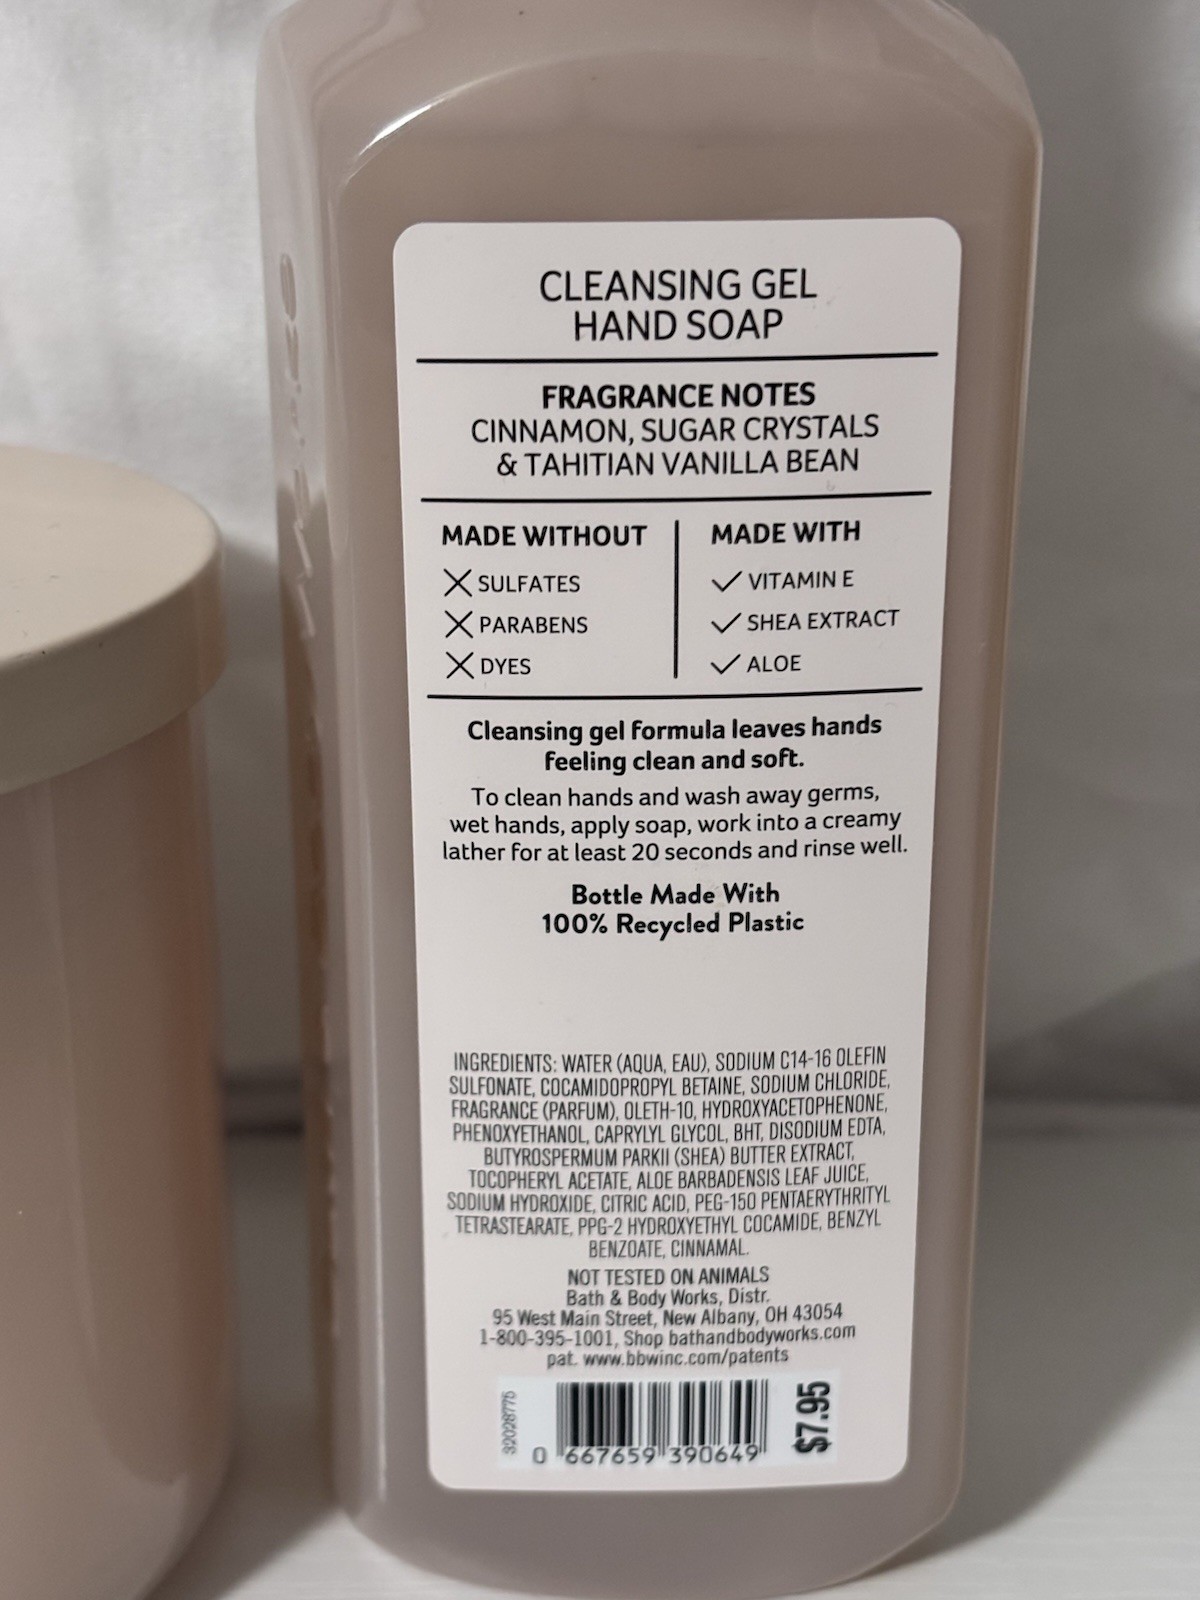 CLEANSING GEL
HAND SOAP
FRAGRANCE NOTES
CINNAMON, SUGAR CRYSTALS
& TAHITIAN VANILLA BEAN
MADE WITHOUT
SULFATES
PARABENS
DYES
MADE WITH
VITAMIN E
SHEA EXTRACT
ALOE
Cleansing gel formula leaves hands
feeling clean and soft.
To clean hands and wash away germs,
wet hands, apply soap, work into a creamy
lather for at least 20 seconds and rinse well.
Bottle Made With
100% Recycled Plastic
INGREDIENTS: WATER (AQUA, EAU), SODIUM C14-16 OLEFIN
SULFONATE, COCAMIDOPROPYL BETAINE, SODIUM CHLORIDE,
FRAGRANCE (PARFUM), OLETH-10, HYDROXYACETOPHENONE,
PHENOXYETHANOL, CAPRYLYL GLYCOL, BHT, DISODIUM EDTA,
BUTYROSPERMUM PARKII (SHEA) BUTTER EXTRACT,
TOCOPHERYL ACETATE, ALOE BARBADENSIS LEAF JUICE,
SODIUM HYDROXIDE, CITRIC ACID, PEG-150 PENTAERYTHRITYL
TETRASTEARATE, PPG-2 HYDROXYETHYL COCAMIDE, BENZYL
BENZOATE, CINNAMAL.
NOT TESTED ON ANIMALS
Bath & Body Works, Distr.
95 West Main Street, New Albany, OH 43054
1-800-395-1001, Shop bathandbodyworks.com
pat. www.bbwinc.com/patents
32028775
0 667659 390649
$7.95